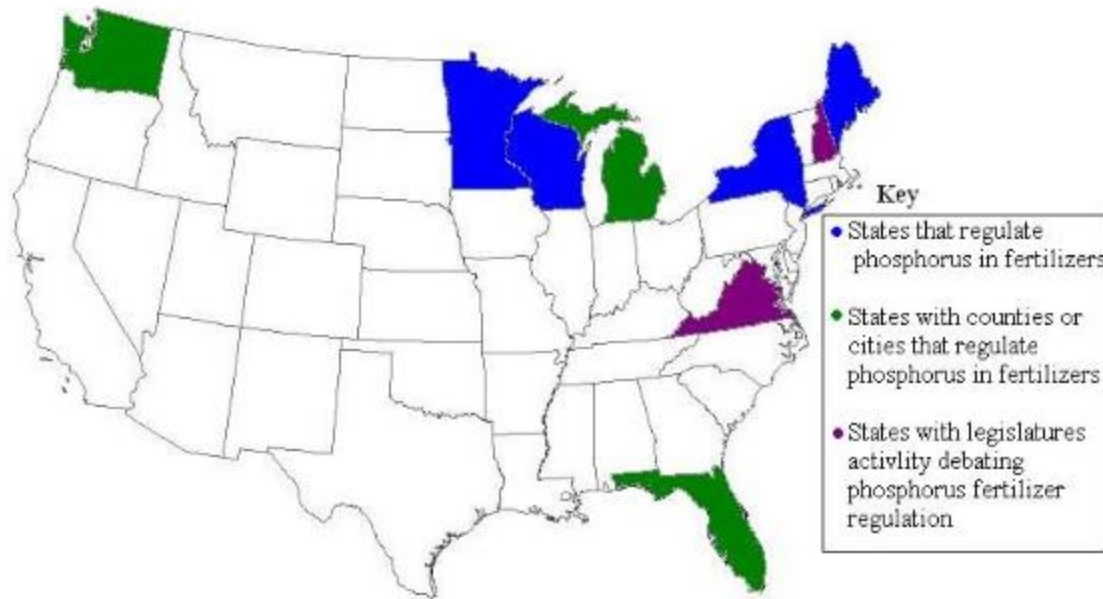 Key
States that regulate
phosphorus in fertilizers
States with counties or
cities that regulate
phosphorus in fertilizers
States with legislatures
activlity debating
phosphorus fertilizer
regulation